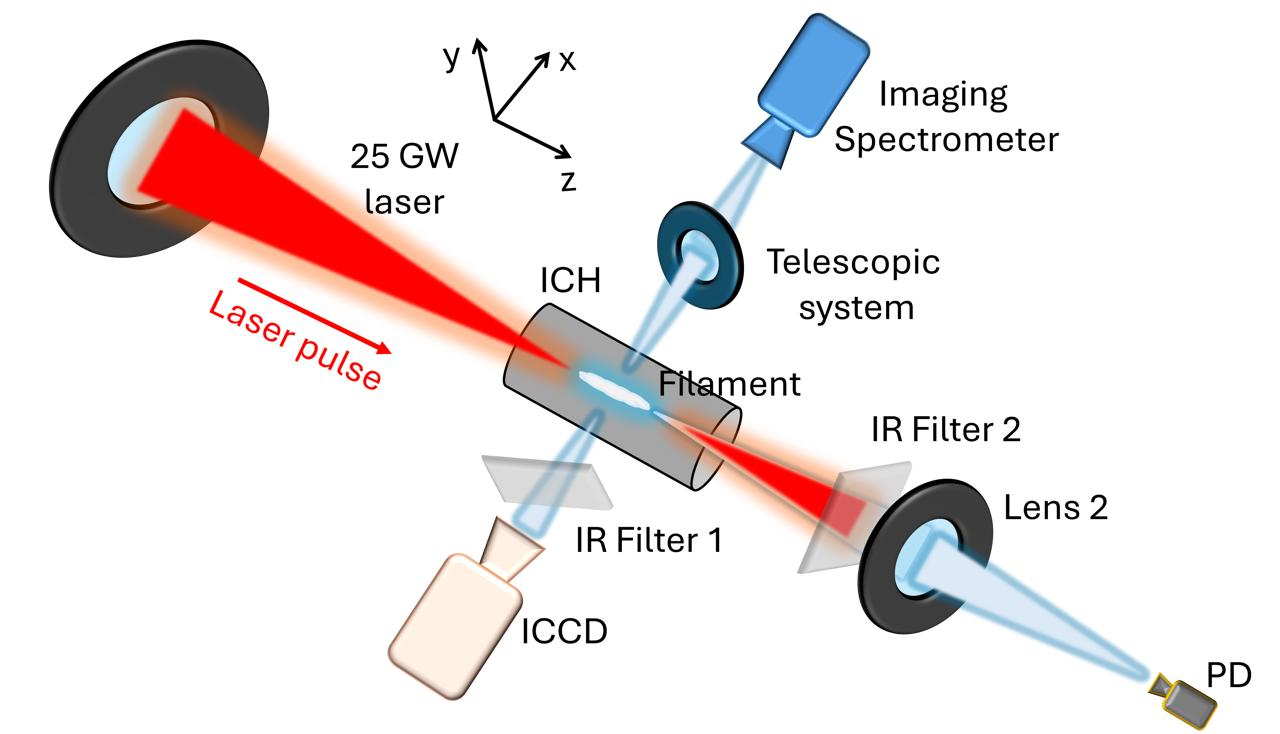 y
x
z
25 GW
laser
Laser pulse
Imaging
Spectrometer
Telescopic
system
ICH
Filament
IR Filter 2
Lens 2
IR Filter 1
ICCD
PD